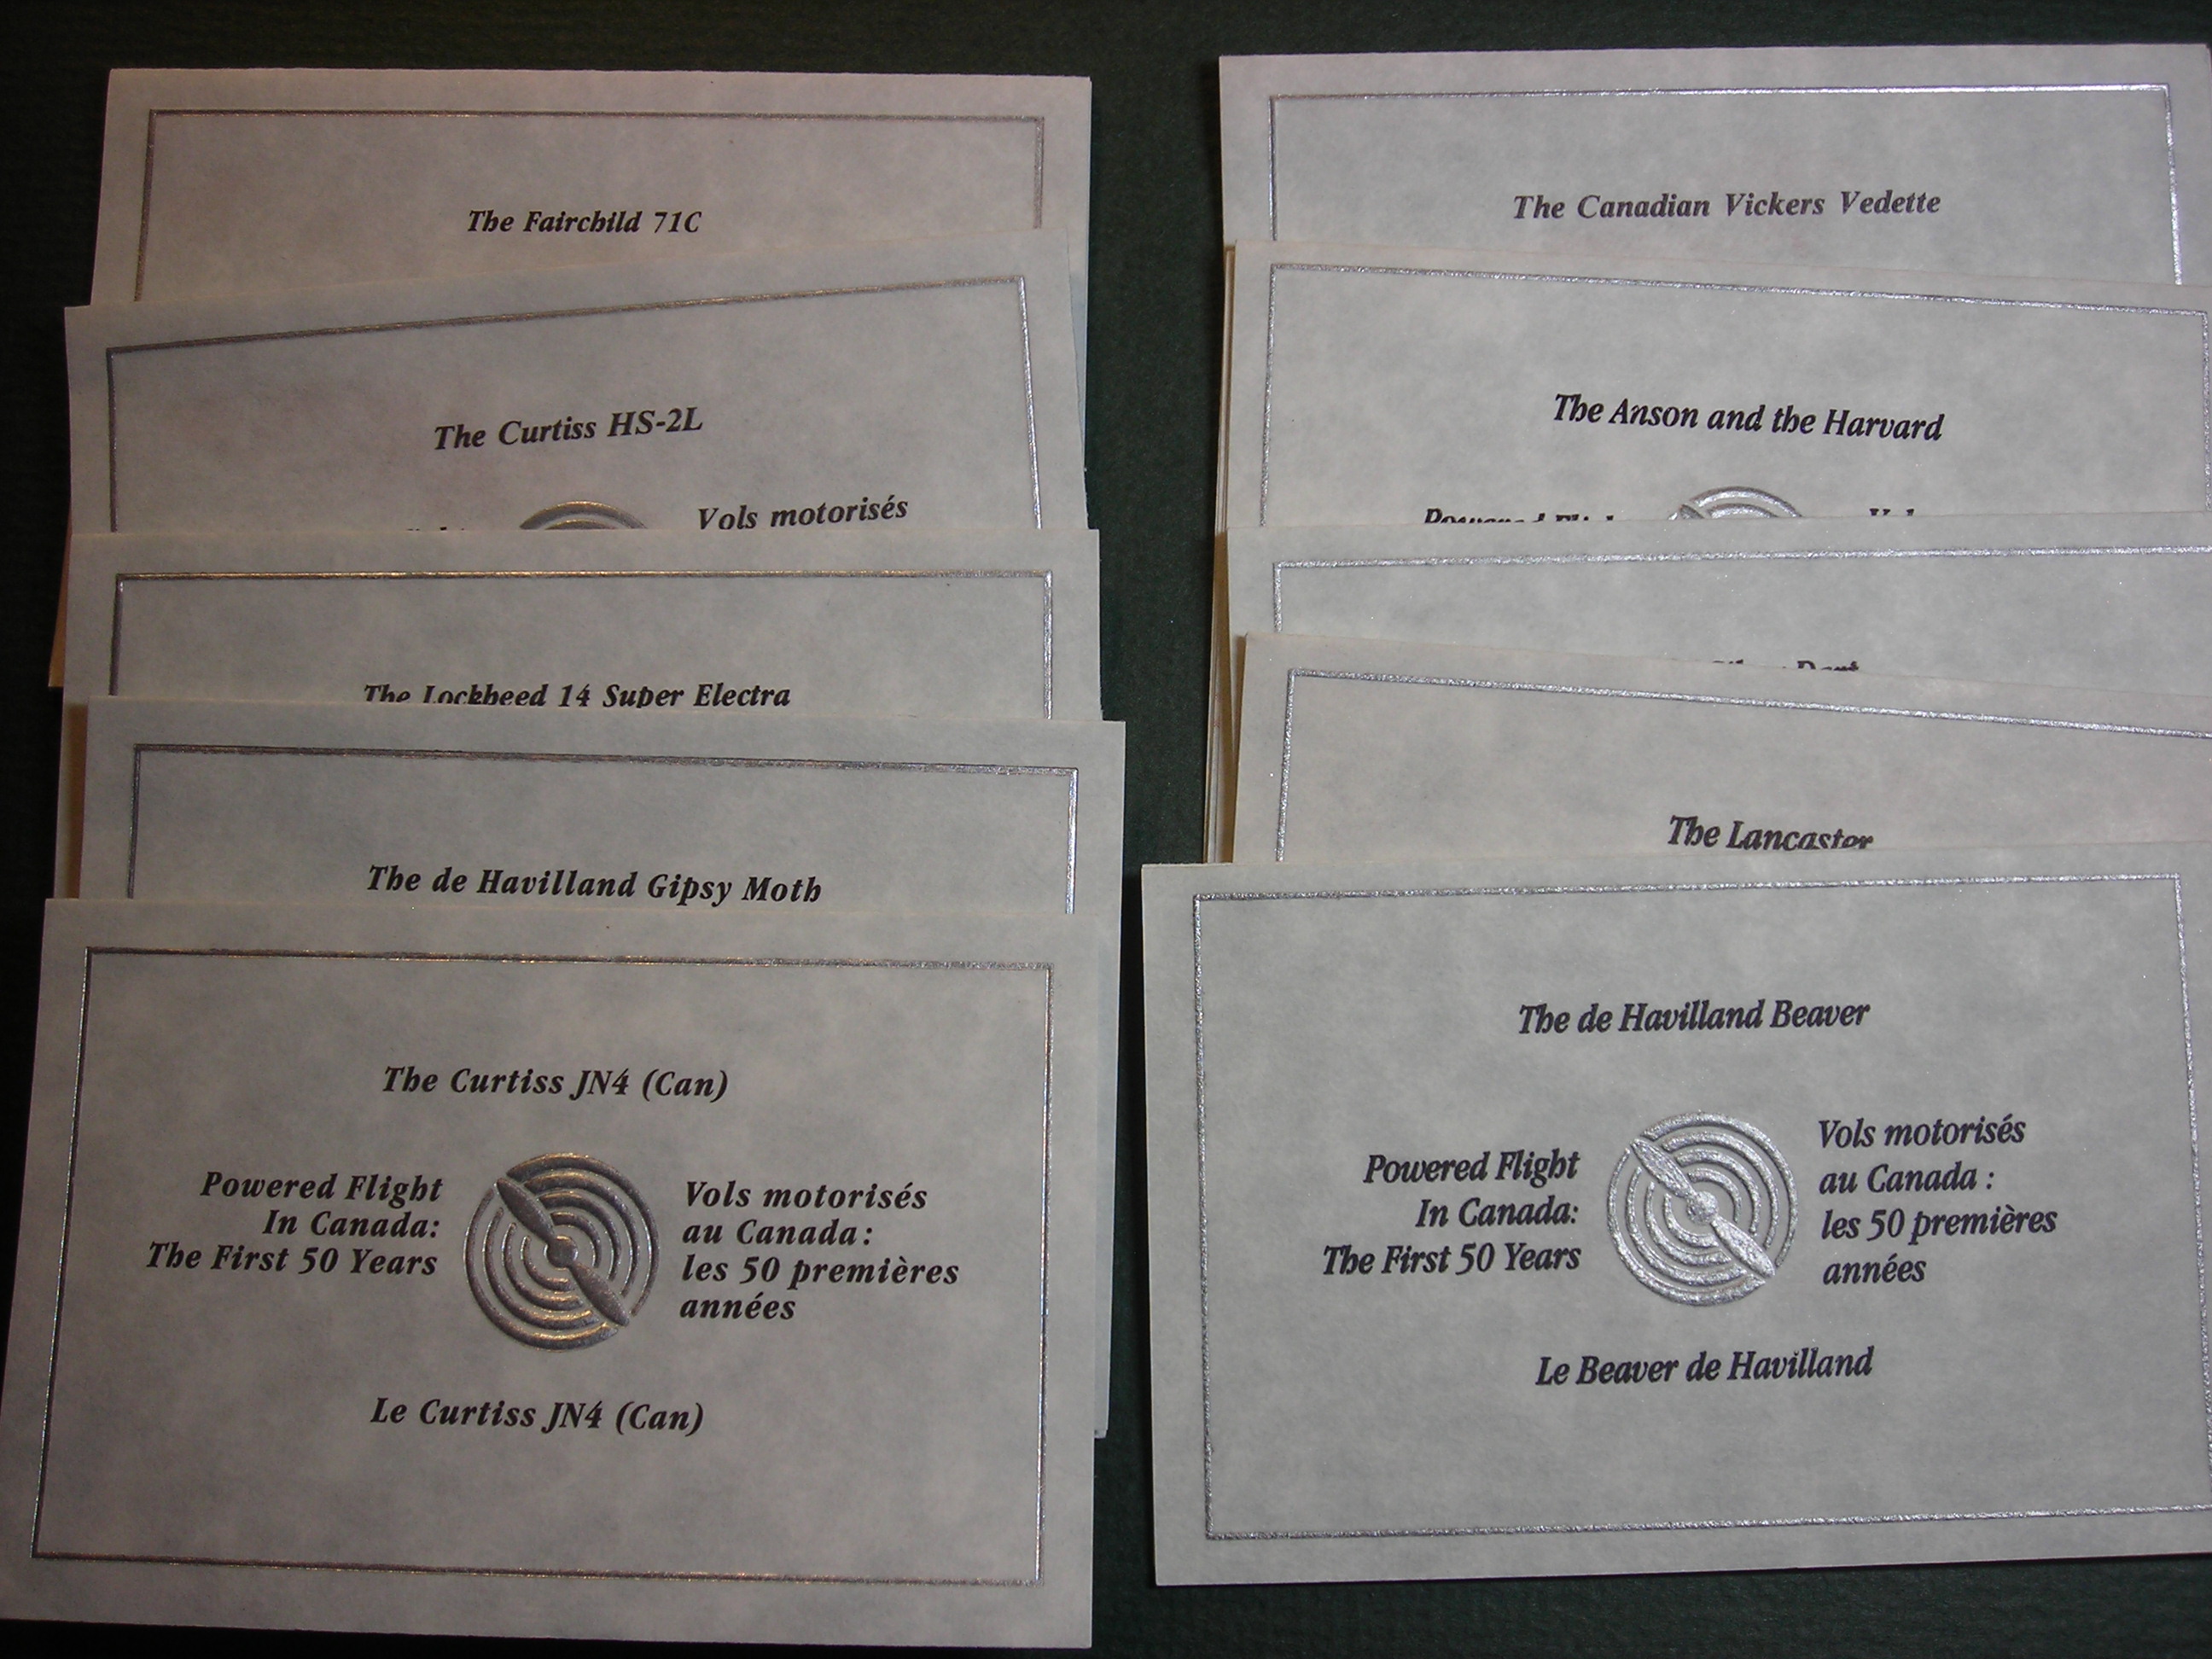 The Fairchild 71C
The Curtiss HS-2L
Vols motorisés
The Lockheed 14 Super Electra
The de Havilland Gipsy Moth
The Curtiss JN4 (Can)
Powered Flight
In Canada:
The First 50 Years
Vols motorisés
au Canada :
les 50 premières
années
Le Curtiss JN4 (Can)
The Canadian Vickers Vedette
The Anson and the Harvard
Powered Flight
The Lancaster
The de Havilland Beaver
Powered Flight
In Canada:
The First 50 Years
Vols motorisés
au Canada :
les 50 premières
années
Le Beaver de Havilland